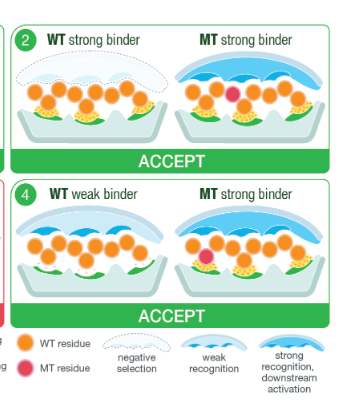 2 WT strong binder MT strong binder
ACCEPT
4 WT weak binder MT strong binder
ACCEPT
WT residue
MT residue
negative
selection
weak
recognition
strong
recognition,
downstream
activation